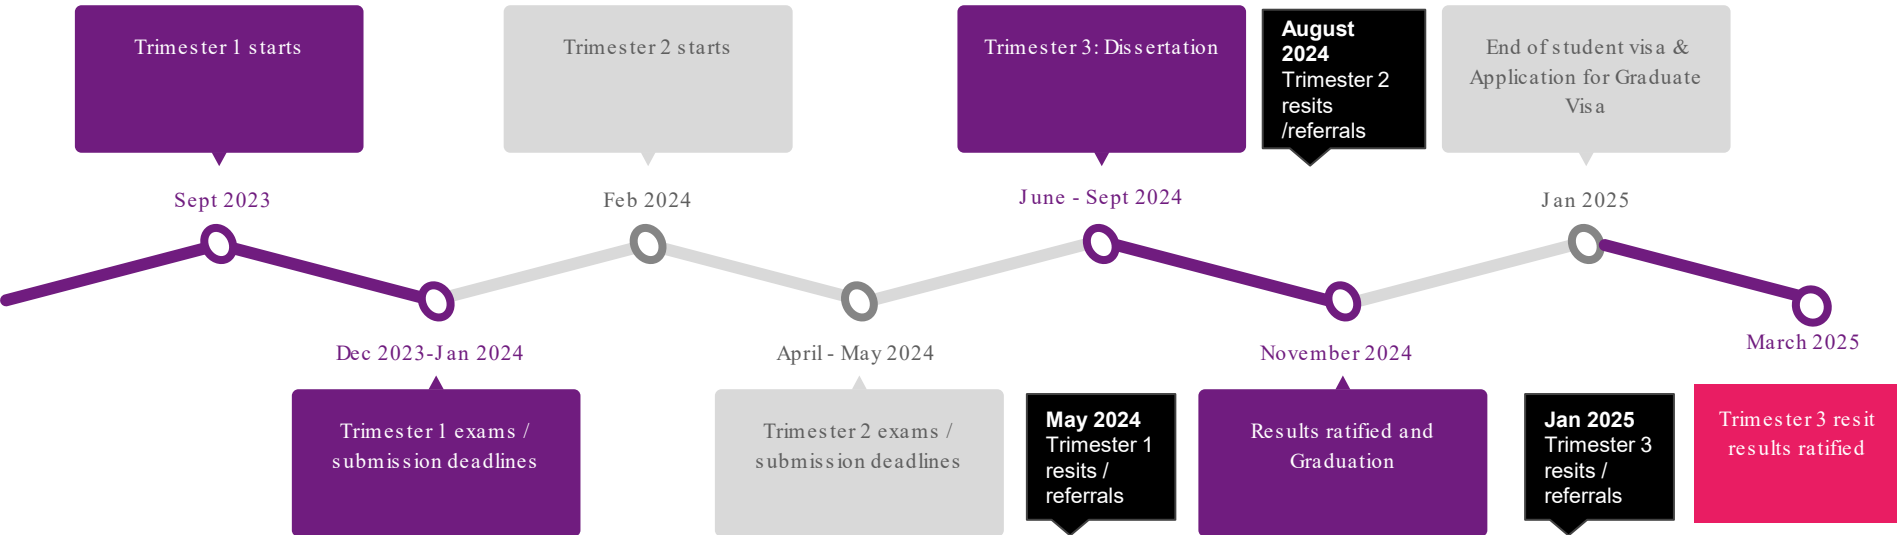 Trimester 1 starts
Trimester 2 starts
Trimester 3: Dissertation
August
2024
Trimester 2
resits
/referrals
End of student visa &
Application for Graduate
Visa
Sept 2023
Feb 2024
June - Sept 2024
Jan 2025
Dec 2023-Jan 2024
April - May 2024
November 2024
March 2025
Trimester 1 exams /
submission deadlines
Trimester 2 exams /
submission deadlines
May 2024
Trimester 1
resits /
referrals
Results ratified and
Graduation
Jan 2025
Trimester 3
resits /
referrals
Trimester 3 resit
results ratified